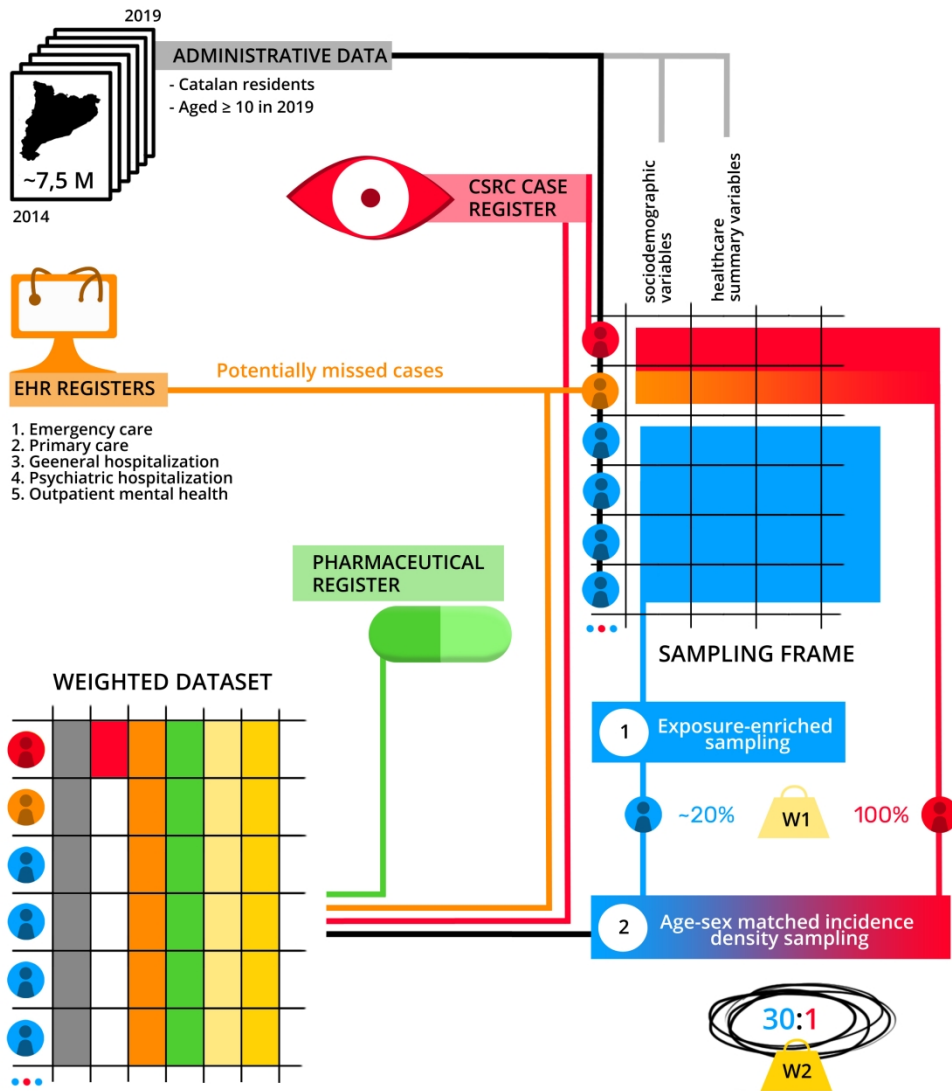 2019
ADMINISTRATIVE DATA
- Catalan residents
- Aged ≥ 10 in 2019
~7,5 M
2014
CSRC CASE
REGISTER
sociodemographic
variables
healthcare
summary variables
EHR REGISTERS
Potentially missed cases
1. Emergency care
2. Primary care
3. Geeneral hospitalization
4. Psychiatric hospitalization
5. Outpatient mental health
PHARMACEUTICAL
REGISTER
SAMPLING FRAME
WEIGHTED DATASET
1
Exposure-enriched
sampling
~20%
W1
100%
2
Age-sex matched incidence
density sampling
30:1
W2